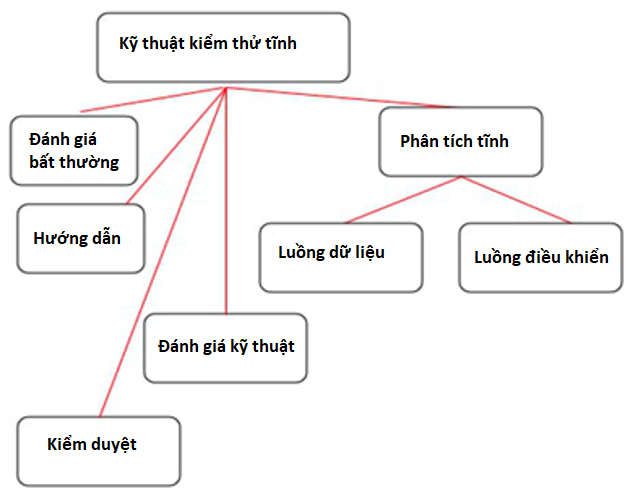 Kỹ thuật kiểm thử tĩnh
Đánh giá
bất thường
Phân tích tĩnh
Hướng dẫn
Luồng dữ liệu
Luồng điều khiển
Đánh giá kỹ thuật
Kiểm duyệt